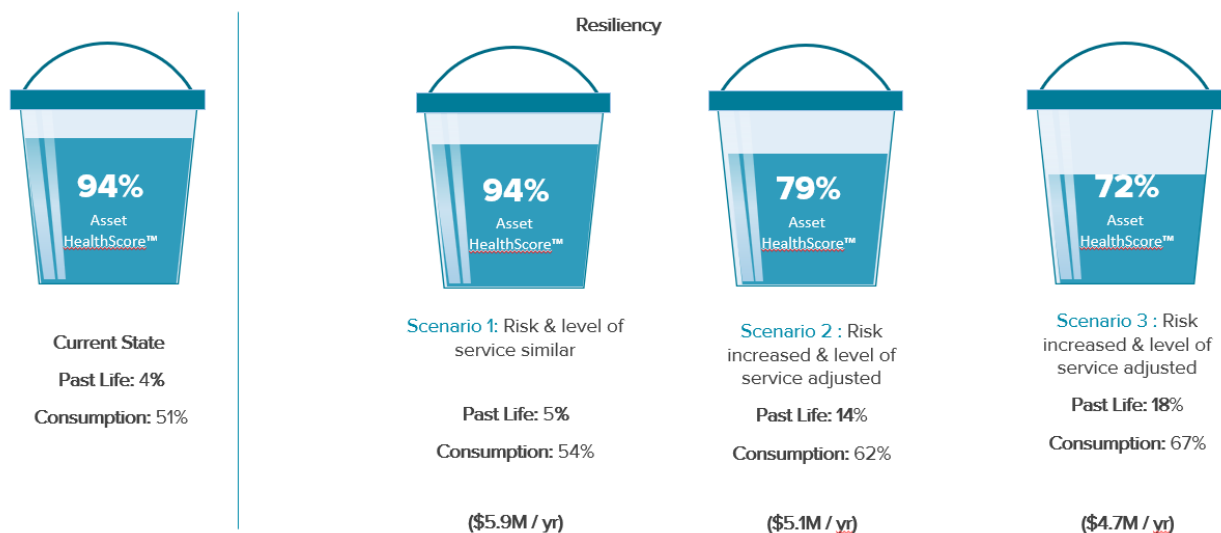 Resiliency
94%
Asset
HealthScore™
Current State
Past Life: 4%
Consumption: 51%
94%
Asset
HealthScore™
Scenario 1: Risk & level of
service similar
Past Life: 5%
Consumption: 54%
($5.9M / yr)
79%
Asset
HealthScore™
Scenario 2 : Risk
increased & level of
service adjusted
Past Life: 14%
Consumption: 62%
($5.1M / yr)
72%
Asset
HealthScore™
Scenario 3 : Risk
increased & level of
service adjusted
Past Life: 18%
Consumption: 67%
($4.7M / yr)